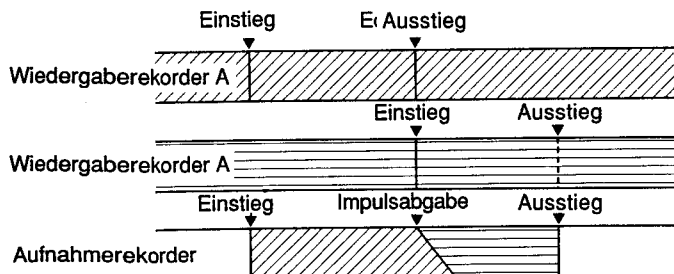 Einstieg Ausstieg
Wiedergaberekorder A
Einstieg Ausstieg
Wiedergaberekorder A
Einstieg Impulsabgabe Ausstieg
Aufnahmerekorder